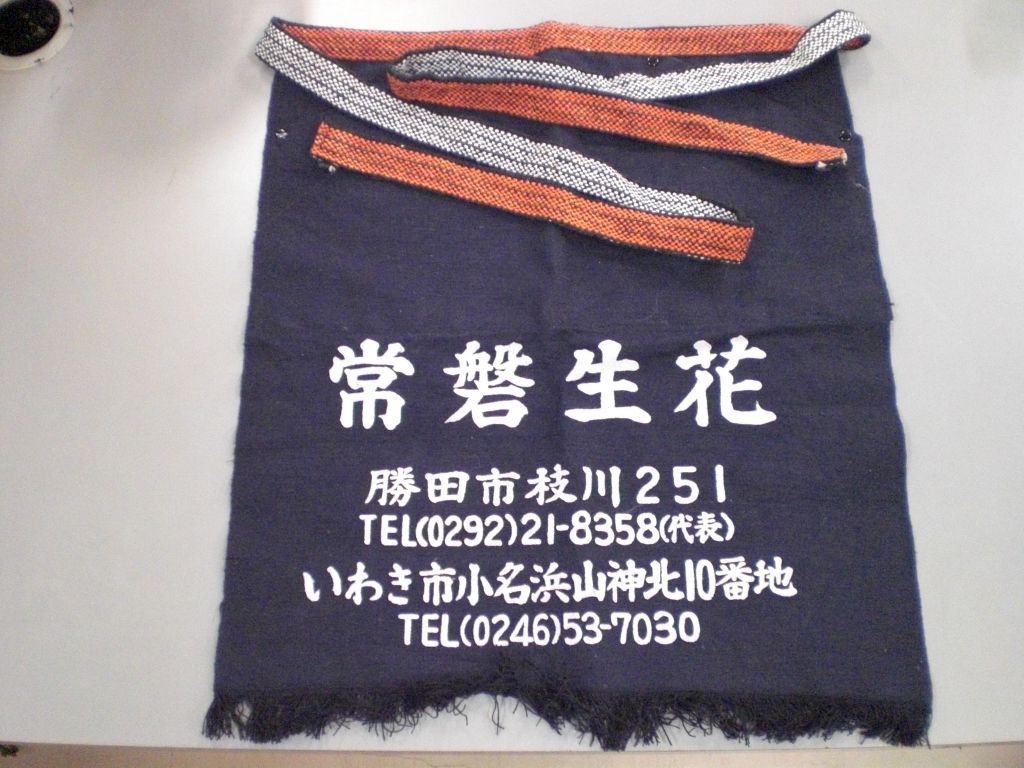 常磐生花
勝田市枝川251
TEL(0292)21-8358(代表)
いわき市小名浜山神北10番地
TEL(0246)53-7030